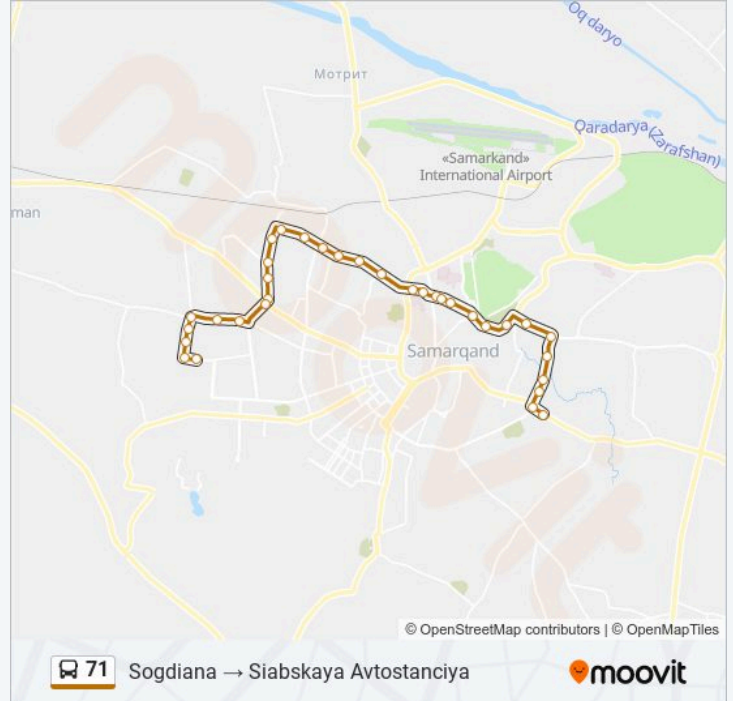 Oq daryo
Мотрит
Qaradarya (Zarafshan)
«Samarkand»
International Airport
man
Samarqand
© OpenStreetMap contributors | © OpenMapTiles
71 Sogdiana → Siabskaya Avtostanciya
moovit